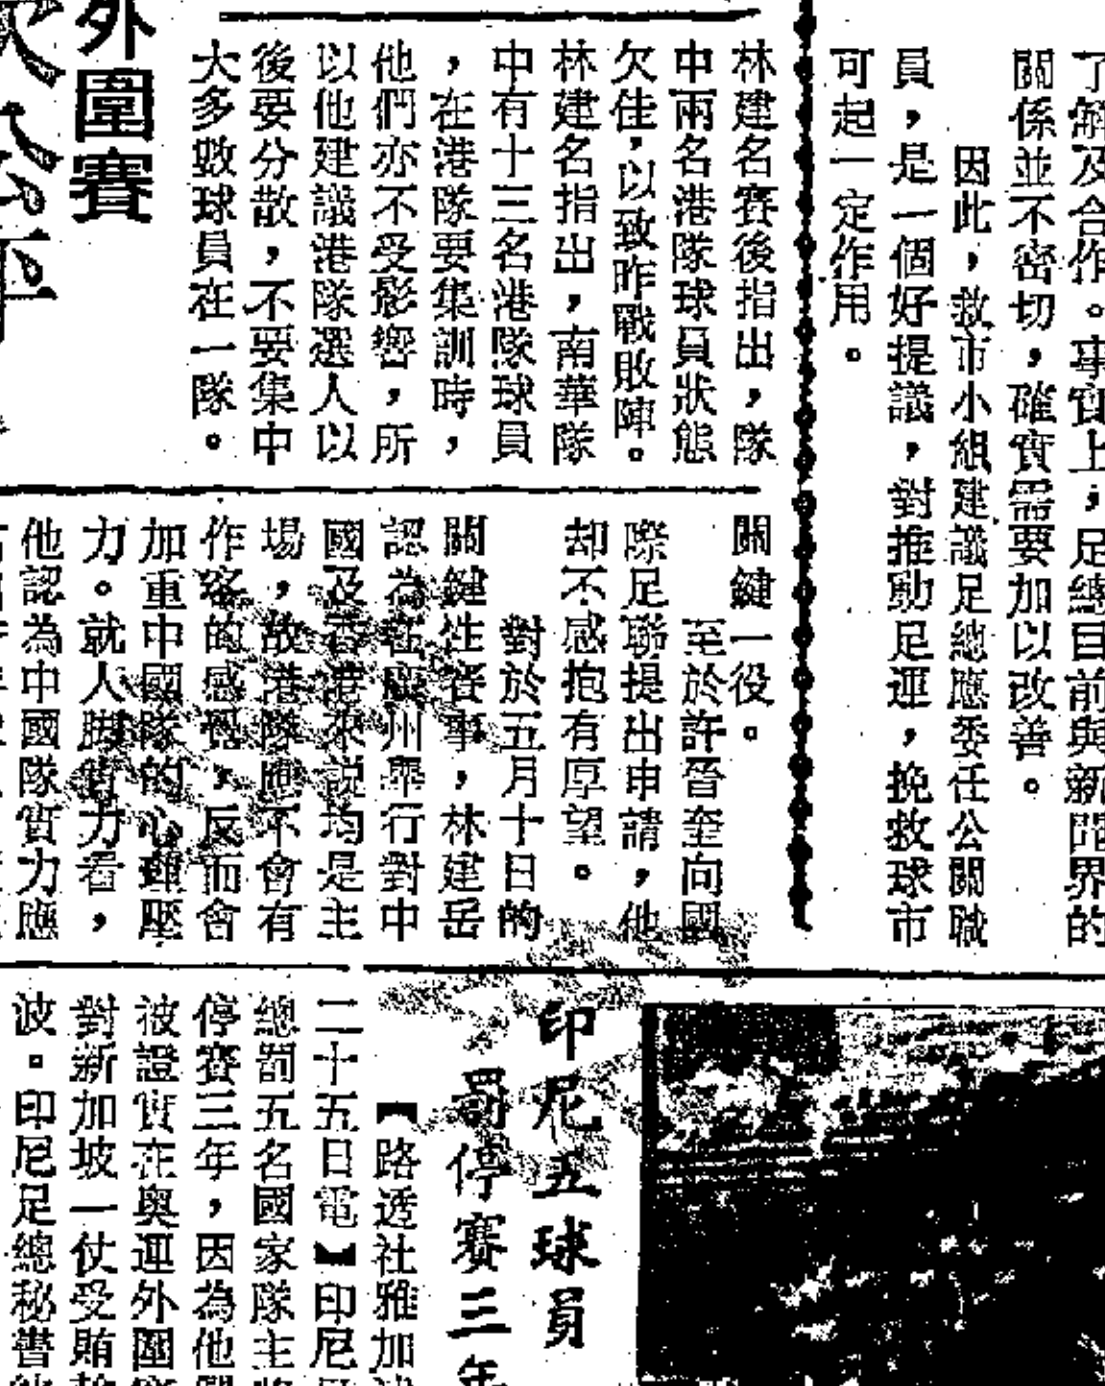 了解及合作。事實上，足總目前與新聞界的
關係並不密切，確實需要加以改善。
因此，救市小組建議足總應委任公關職
員，是一個好提議，對推動足運，挽救球市
可起一定作用。
林建名賽後指出，隊
中兩名港隊球員狀態
欠佳，以致昨戰敗陣。
林建名指出，南華隊
中有十三名港隊球員
，在港隊要集訓時，
他們亦不受影響，所
以他建議港隊選人以
後要分散，不要集中
大多數球員在一隊。
外圍賽
關鍵一役。
至於許晉奎向國
際足聯提出申請，他
却不感抱有厚望。
對於五月十日的
關鍵性賽事，林建岳
認為在廣州舉行對中
國及香港來説均是主
場，故港隊應不會有
作客的感覺，反而會
加重中國隊的心理壓
力。就人腳實力看，
他認為中國隊實力應
印尼五球員
罰停賽三年
【路透社雅加
二十五日電】印尼
總罰五名國家隊主
停賽三年，因為他
被證實在奧運外圍
對新加坡一仗受賄
波。印尼足總秘書